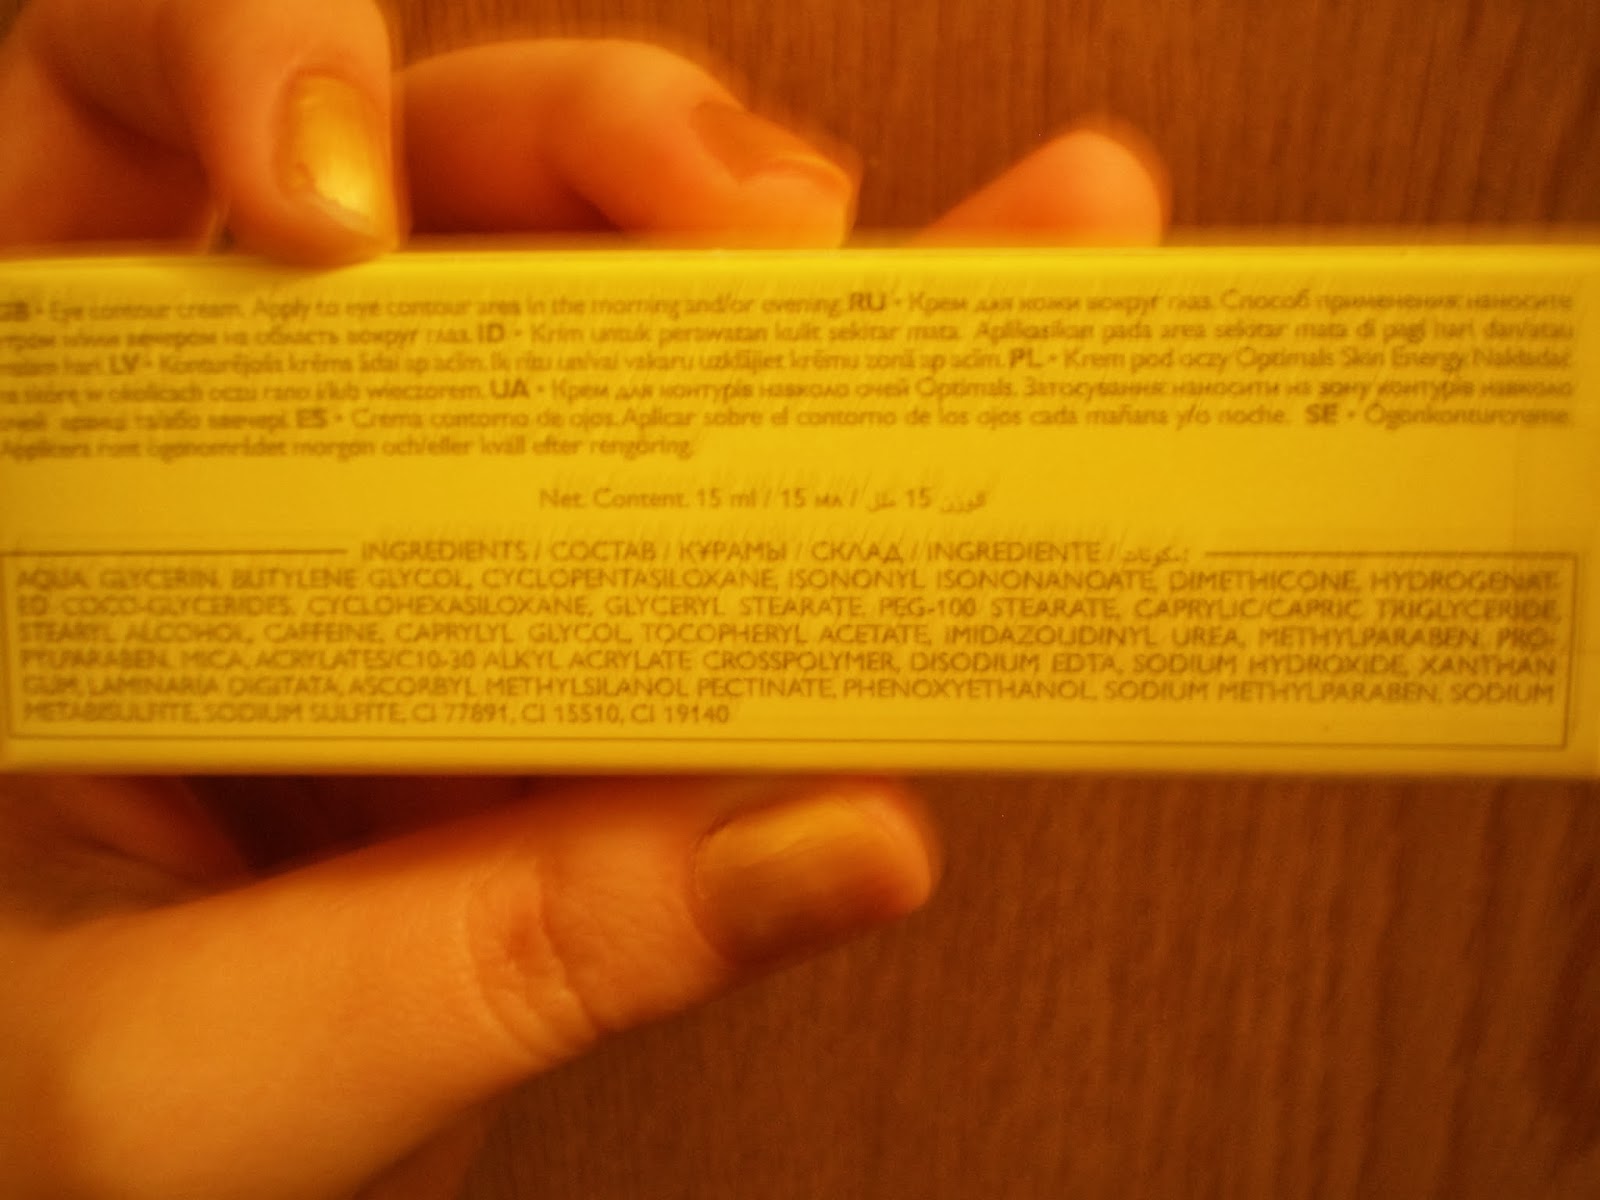 GB • Eye contour cream. Apply to eye contour area in the morning and/or evening. RU • Крем для кожи вокруг глаз. Способ применения: наносите
утром и/или вечером на область вокруг глаз. ID • Krim untuk perawatan kulit sekitar mata. Aplikasikan pada area sekitar mata di pagi hari dan/atau
malam hari. LV • Konturējošs krēms ādai ap acīm. Ik rītu un/vai vakaru uzklājiet krēmu zonā ap acīm. PL • Krem pod oczy Optimals Skin Energy. Nakładać
na skórę w okolicach oczu rano i/lub wieczorem. UA • Крем для контурів навколо очей Optimals. Застосування: наносити на зону контурів навколо
очей вранці та/або ввечері. ES • Crema contorno de ojos. Aplicar sobre el contorno de los ojos cada mañana y/o noche. SE • Ögonkonturcreme.
Applicera runt ögonområdet morgon och/eller kväll efter rengöring.
Net. Content. 15 ml / 15 мл / الوزن 15 ملل
INGREDIENTS / СОСТАВ / ҚҰРАМЫ / СКЛАД / INGREDIENTE / مكونات:
AQUA, GLYCERIN, BUTYLENE GLYCOL, CYCLOPENTASILOXANE, ISONONYL ISONONANOATE, DIMETHICONE, HYDROGENAT-
ED COCO-GLYCERIDES, CYCLOHEXASILOXANE, GLYCERYL STEARATE, PEG-100 STEARATE, CAPRYLIC/CAPRIC TRIGLYCERIDE,
STEARYL ALCOHOL, CAFFEINE, CAPRYLYL GLYCOL, TOCOPHERYL ACETATE, IMIDAZOLIDINYL UREA, METHYLPARABEN, PRO-
PYLPARABEN, MICA, ACRYLATES/C10-30 ALKYL ACRYLATE CROSSPOLYMER, DISODIUM EDTA, SODIUM HYDROXIDE, XANTHAN
GUM, LAMINARIA DIGITATA, ASCORBYL METHYLSILANOL PECTINATE, PHENOXYETHANOL, SODIUM METHYLPARABEN, SODIUM
METABISULFITE, SODIUM SULFITE, CI 77891, CI 15510, CI 19140